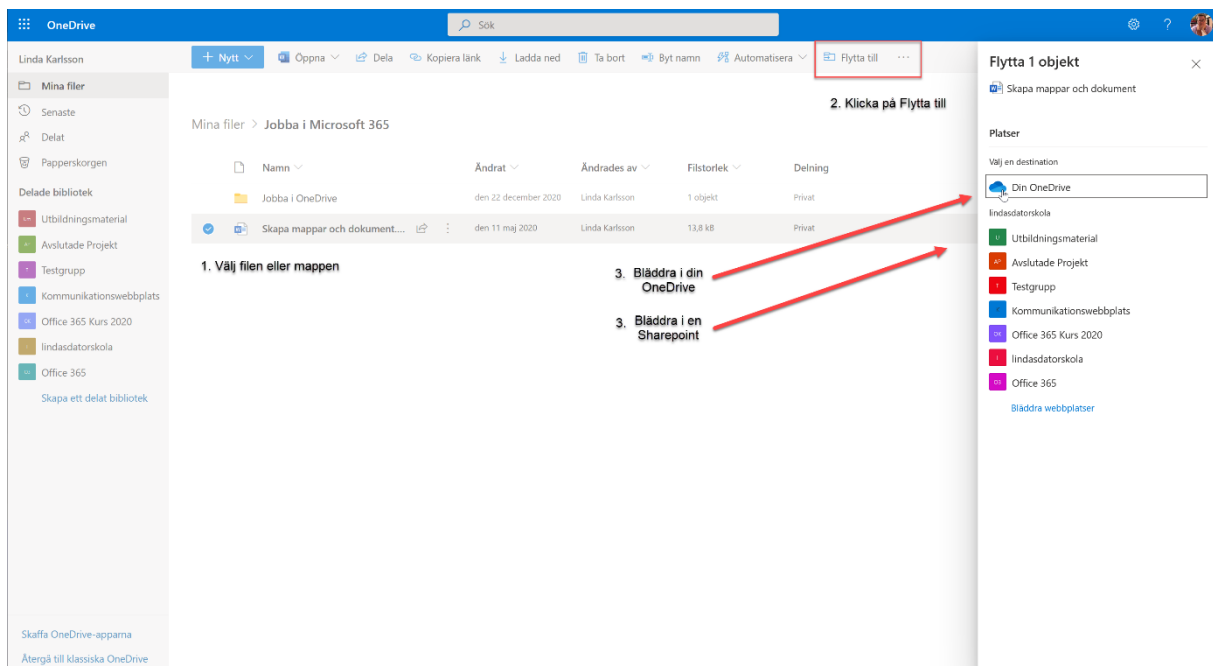 OneDrive
Sök
?
Linda Karlsson
Nytt
Öppna
Dela
Kopiera länk
Ladda ned
Ta bort
Byt namn
Automatisera
Flytta till
···
Mina filer
Senaste
Delat
Papperskorgen
Delade bibliotek
Utbildningsmaterial
Avslutade Projekt
Testgrupp
Kommunikationswebbplats
Office 365 Kurs 2020
lindasdatorskola
Office 365
Skapa ett delat bibliotek
Skaffa OneDrive-apparna
Återgå till klassiska OneDrive
2. Klicka på Flytta till
Mina filer > Jobba i Microsoft 365
Namn Ändrat Ändrades av Filstorlek Delning
Jobba i OneDrive den 22 december 2020 Linda Karlsson 1 objekt Privat
Skapa mappar och dokument.... den 11 maj 2020 Linda Karlsson 13,8 kB Privat
1. Välj filen eller mappen
3. Bläddra i din
OneDrive
3. Bläddra i en
Sharepoint
Flytta 1 objekt
Skapa mappar och dokument
Platser
Välj en destination
Din OneDrive
lindasdatorskola
Utbildningsmaterial
Avslutade Projekt
Testgrupp
Kommunikationswebbplats
Office 365 Kurs 2020
lindasdatorskola
Office 365
Bläddra webbplatser